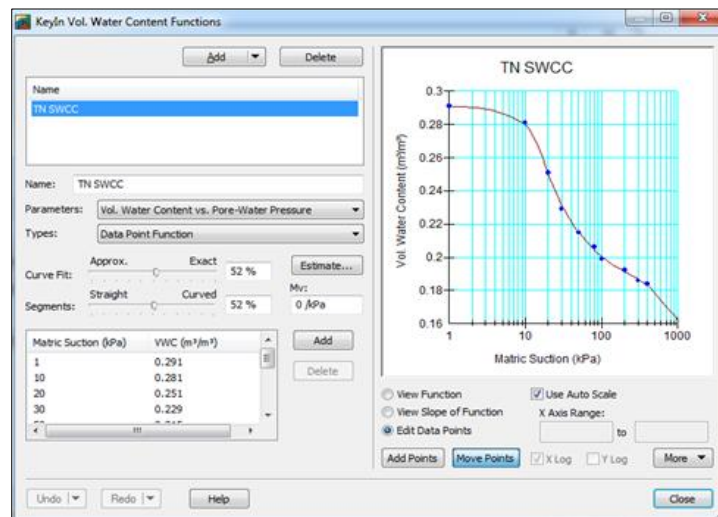 KeyIn Vol. Water Content Functions
Add
Delete
Name
TN SWCC
Name: TN SWCC
Parameters: Vol. Water Content vs. Pore-Water Pressure
Types: Data Point Function
Approx. Exact
Curve Fit: 52 %
Estimate...
Straight Curved
Segments: 52 %
Mv:
0 /kPa
Matric Suction (kPa) VWC (m³/m³)
1 0.291
10 0.281
20 0.251
30 0.229
Add
Delete
TN SWCC
Vol. Water Content (m³/m³)
0.3
0.28
0.26
0.24
0.22
0.2
0.18
0.16
1 10 100 1000
Matric Suction (kPa)
View Function
View Slope of Function
Edit Data Points
Use Auto Scale
X Axis Range:
to
Add Points Move Points X Log Y Log More
Undo Redo Help Close